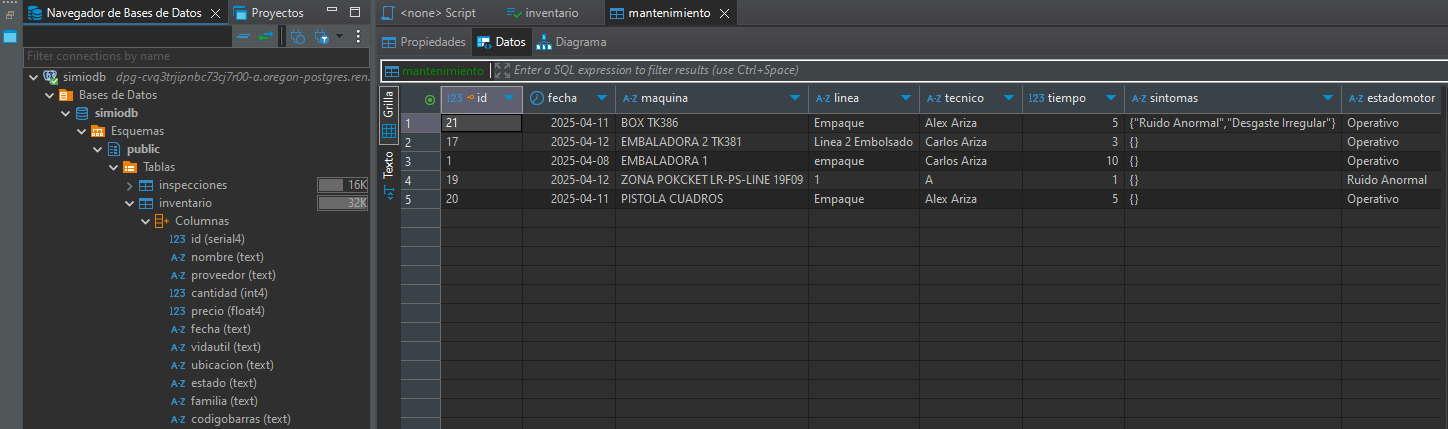 Navegador de Bases de Datos
Proyectos
Filter connections by name
simiodb dpg-cvq3trjipnbc73cj7r00-a.oregon-postgres.ren
Bases de Datos
simiodb
Esquemas
public
Tablas
inspecciones 16K
inventario 32K
Columnas
123 id (serial4)
A-Z nombre (text)
A-Z proveedor (text)
123 cantidad (int4)
123 precio (float4)
A-Z fecha (text)
A-Z vidautil (text)
A-Z ubicacion (text)
A-Z estado (text)
A-Z familia (text)
A-Z codigobarras (text)
<none> Script
inventario
mantenimiento
Propiedades
Datos
Diagrama
mantenimiento
Enter a SQL expression to filter results (use Ctrl+Space)
Grilla
Texto
123 id fecha A-Z maquina A-Z linea A-Z tecnico 123 tiempo A-Z sintomas A-Z estadomotor
1 21 2025-04-11 BOX TK386 Empaque Alex Ariza 5 {"Ruido Anormal","Desgaste Irregular"} Operativo
2 17 2025-04-12 EMBALADORA 2 TK381 Linea 2 Embolsado Carlos Ariza 3 {} Operativo
3 1 2025-04-08 EMBALADORA 1 empaque Carlos Ariza 10 {} Operativo
4 19 2025-04-12 ZONA POKCKET LR-PS-LINE 19F09 1 A 1 {} Ruido Anormal
5 20 2025-04-11 PISTOLA CUADROS Empaque Alex Ariza 5 {} Operativo